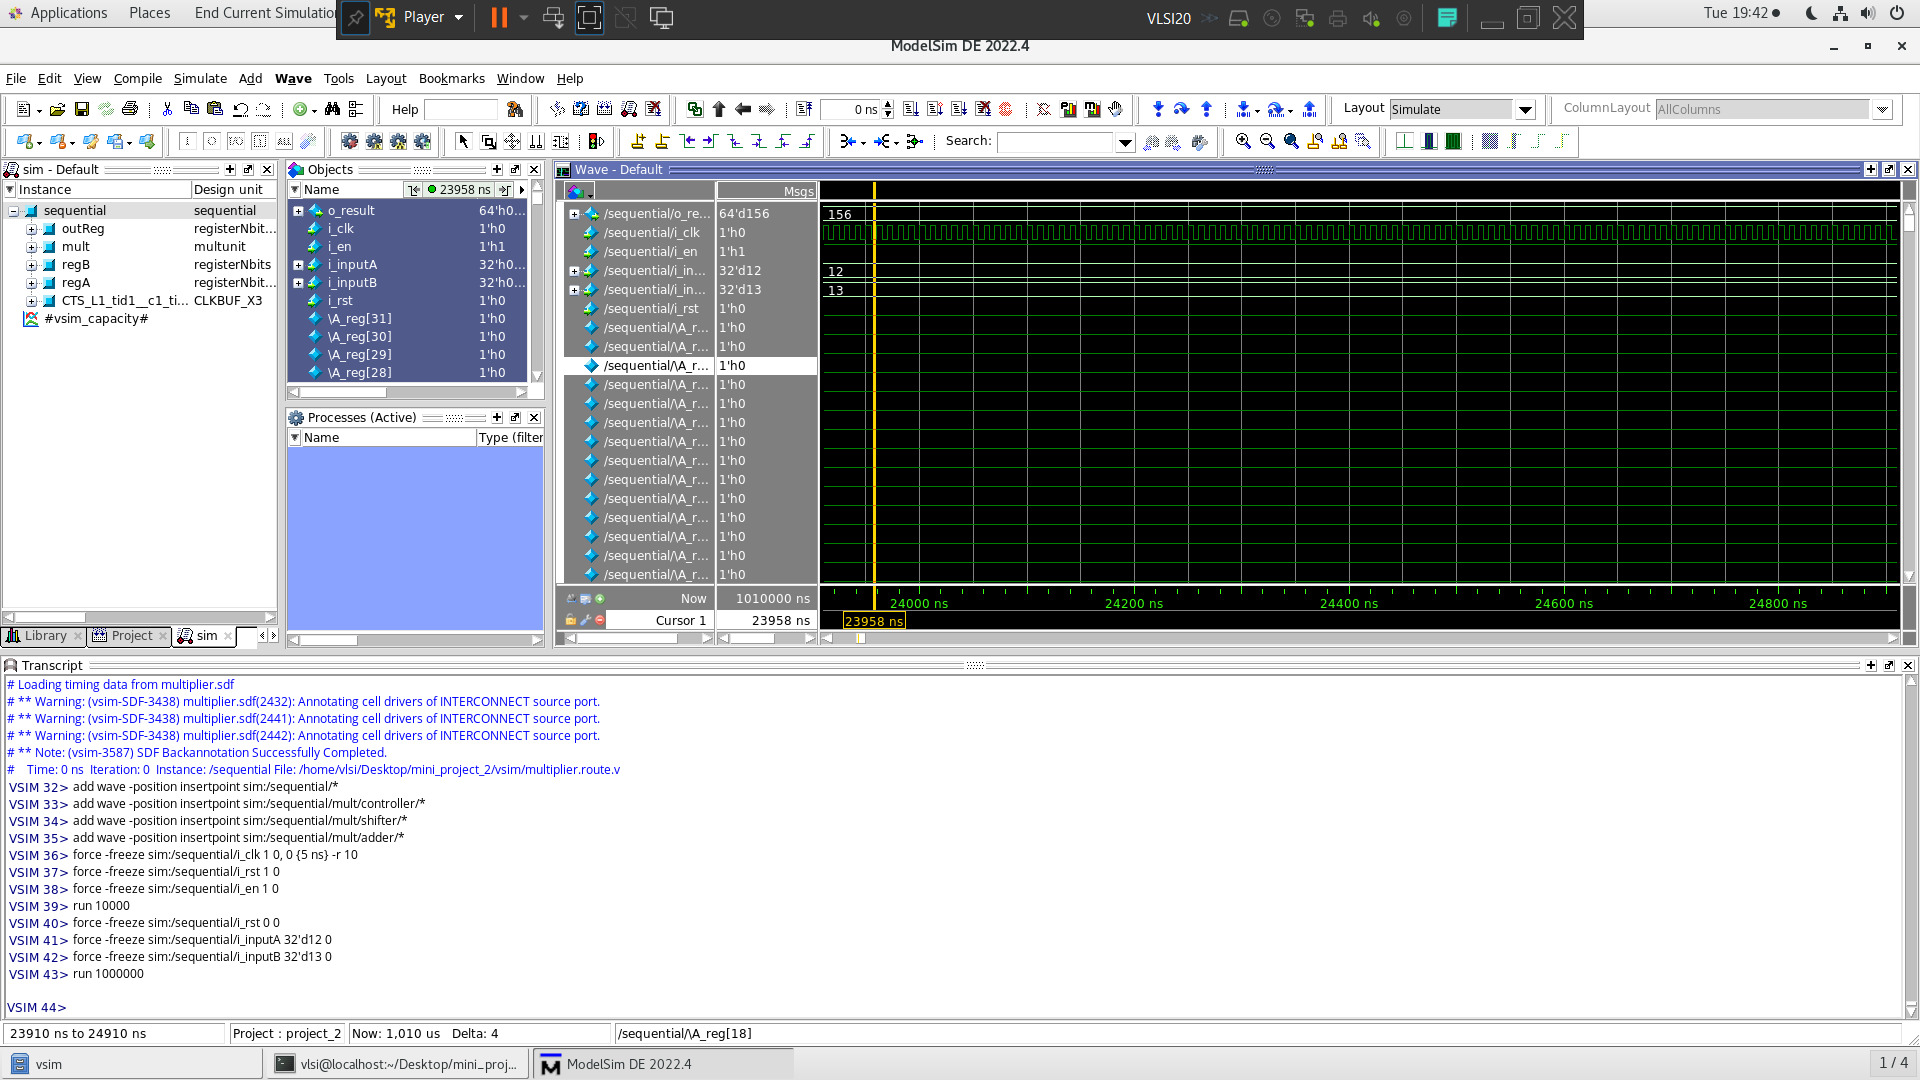 Applications Places End Current Simulation
Player
VLSI20
Tue 19:42
ModelSim DE 2022.4
File Edit View Compile Simulate Add Wave Tools Layout Bookmarks Window Help
Help
0 ns
Layout Simulate
ColumnLayout AllColumns
Search:
sim - Default
Instance Design unit
sequential sequential
outReg registerNbit...
mult multunit
regB registerNbits
regA registerNbit...
CTS_L1_tid1__c1_ti... CLKBUF_X3
#vsim_capacity#
Library Project sim
Objects
Name 23958 ns
o_result 64'h0...
i_clk 1'h0
i_en 1'h1
i_inputA 32'h0...
i_inputB 32'h0...
i_rst 1'h0
\A_reg[31] 1'h0
\A_reg[30] 1'h0
\A_reg[29] 1'h0
\A_reg[28] 1'h0
Processes (Active)
Name Type (filter
Wave - Default
Msgs
/sequential/o_re... 64'd156 156
/sequential/i_clk 1'h0
/sequential/i_en 1'h1
/sequential/i_in... 32'd12 12
/sequential/i_in... 32'd13 13
/sequential/i_rst 1'h0
/sequential/\A_r... 1'h0
/sequential/\A_r... 1'h0
/sequential/\A_r... 1'h0
/sequential/\A_r... 1'h0
/sequential/\A_r... 1'h0
/sequential/\A_r... 1'h0
/sequential/\A_r... 1'h0
/sequential/\A_r... 1'h0
/sequential/\A_r... 1'h0
/sequential/\A_r... 1'h0
/sequential/\A_r... 1'h0
/sequential/\A_r... 1'h0
/sequential/\A_r... 1'h0
/sequential/\A_r... 1'h0
Now 1010000 ns
24000 ns 24200 ns 24400 ns 24600 ns 24800 ns
Cursor 1 23958 ns 23958 ns
Transcript
# Loading timing data from multiplier.sdf
# ** Warning: (vsim-SDF-3438) multiplier.sdf(2432): Annotating cell drivers of INTERCONNECT source port.
# ** Warning: (vsim-SDF-3438) multiplier.sdf(2441): Annotating cell drivers of INTERCONNECT source port.
# ** Warning: (vsim-SDF-3438) multiplier.sdf(2442): Annotating cell drivers of INTERCONNECT source port.
# ** Note: (vsim-3587) SDF Backannotation Successfully Completed.
# Time: 0 ns Iteration: 0 Instance: /sequential File: /home/vlsi/Desktop/mini_project_2/vsim/multiplier.route.v
VSIM 32> add wave -position insertpoint sim:/sequential/*
VSIM 33> add wave -position insertpoint sim:/sequential/mult/controller/*
VSIM 34> add wave -position insertpoint sim:/sequential/mult/shifter/*
VSIM 35> add wave -position insertpoint sim:/sequential/mult/adder/*
VSIM 36> force -freeze sim:/sequential/i_clk 1 0, 0 {5 ns} -r 10
VSIM 37> force -freeze sim:/sequential/i_rst 1 0
VSIM 38> force -freeze sim:/sequential/i_en 1 0
VSIM 39> run 10000
VSIM 40> force -freeze sim:/sequential/i_rst 0 0
VSIM 41> force -freeze sim:/sequential/i_inputA 32'd12 0
VSIM 42> force -freeze sim:/sequential/i_inputB 32'd13 0
VSIM 43> run 1000000
VSIM 44>
23910 ns to 24910 ns Project : project_2 Now: 1,010 us Delta: 4 /sequential/\A_reg[18]
vsim vlsi@localhost:~/Desktop/mini_proj... ModelSim DE 2022.4 1 / 4